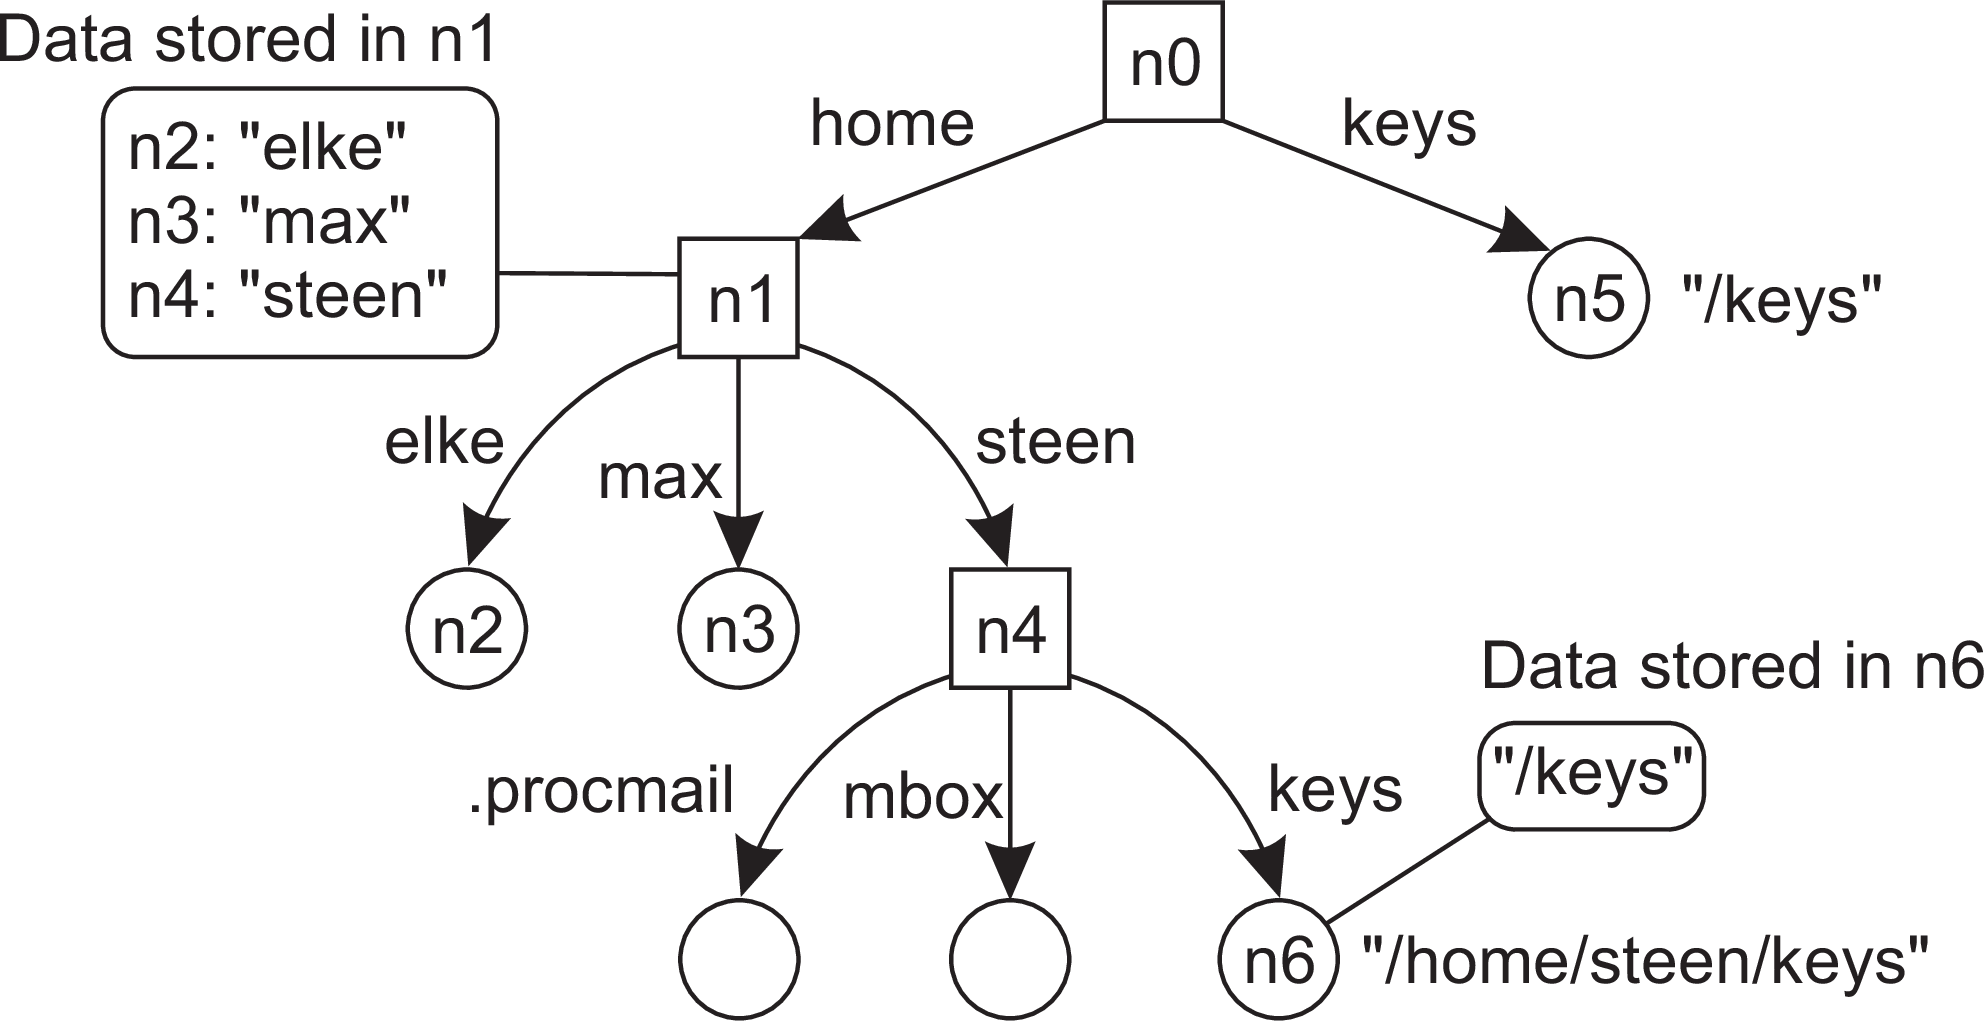 Data stored in n1
n0
home
keys
n2: "elke"
n3: "max"
n4: "steen"
n1
n5
"/keys"
elke
max
steen
n2
n3
n4
Data stored in n6
"/keys"
.procmail
mbox
keys
n6
"/home/steen/keys"